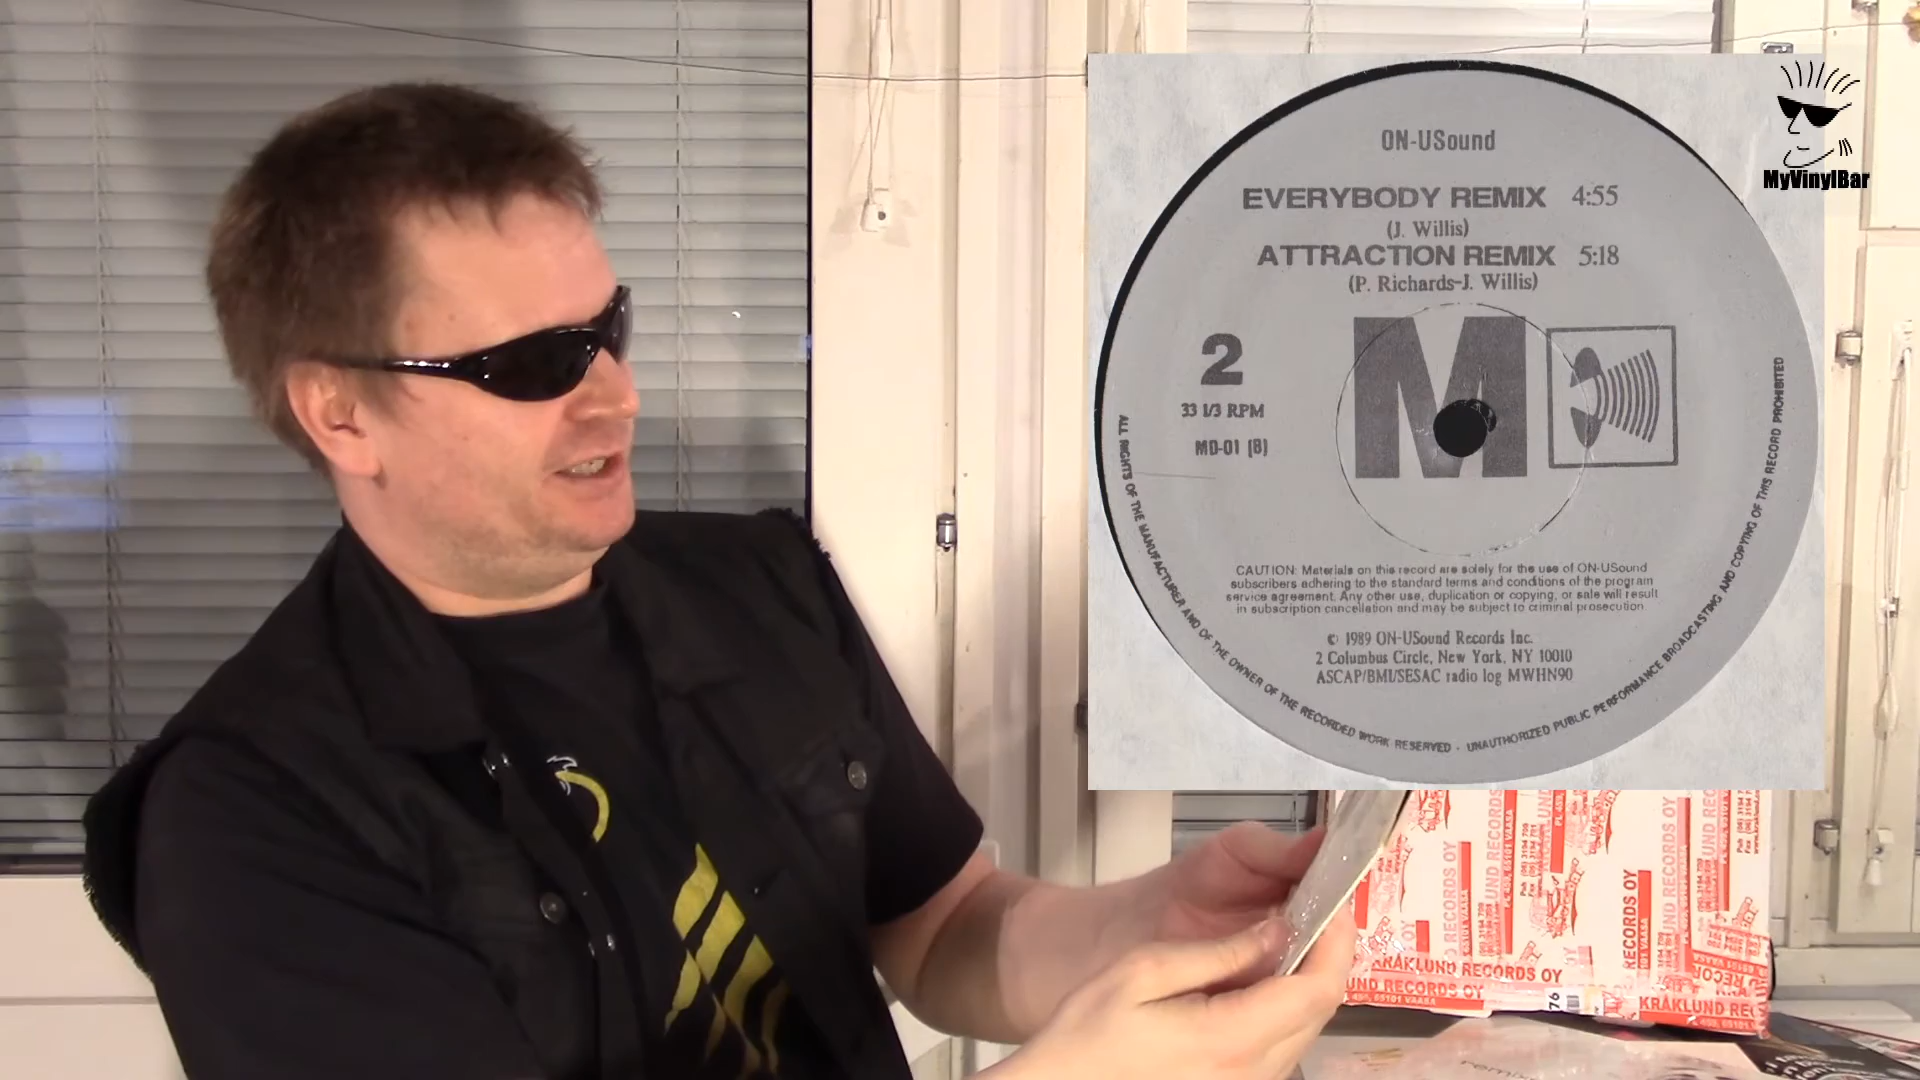 ON-USound
EVERYBODY REMIX 4:55
(J. Willis)
ATTRACTION REMIX 5:18
(P. Richards-J. Willis)
2
33 1/3 RPM
MD-01 [B]
M
CAUTION: Materials on this record are solely for the use of ON-USound
subscribers adhering to the standard terms and conditions of the program
service agreement. Any other use, duplication or copying, or sale will result
in subscription cancellation and may be subject to criminal prosecution
© 1989 ON-USound Records Inc.
2 Columbus Circle, New York, NY 10010
ASCAP/BMI/SESAC radio log MWHN90
ALL RIGHTS OF THE MANUFACTURER AND OF THE OWNER OF THE RECORDED WORK RESERVED - UNAUTHORIZED PUBLIC PERFORMANCE BROADCASTING AND COPYING OF THIS RECORD PROHIBITED
MyVinylBar
KRÄKLUND RECORDS OY
UND RECORDS OY
KRÄKLUND REC
RECORDS OY
UND RECORDS
76
remix